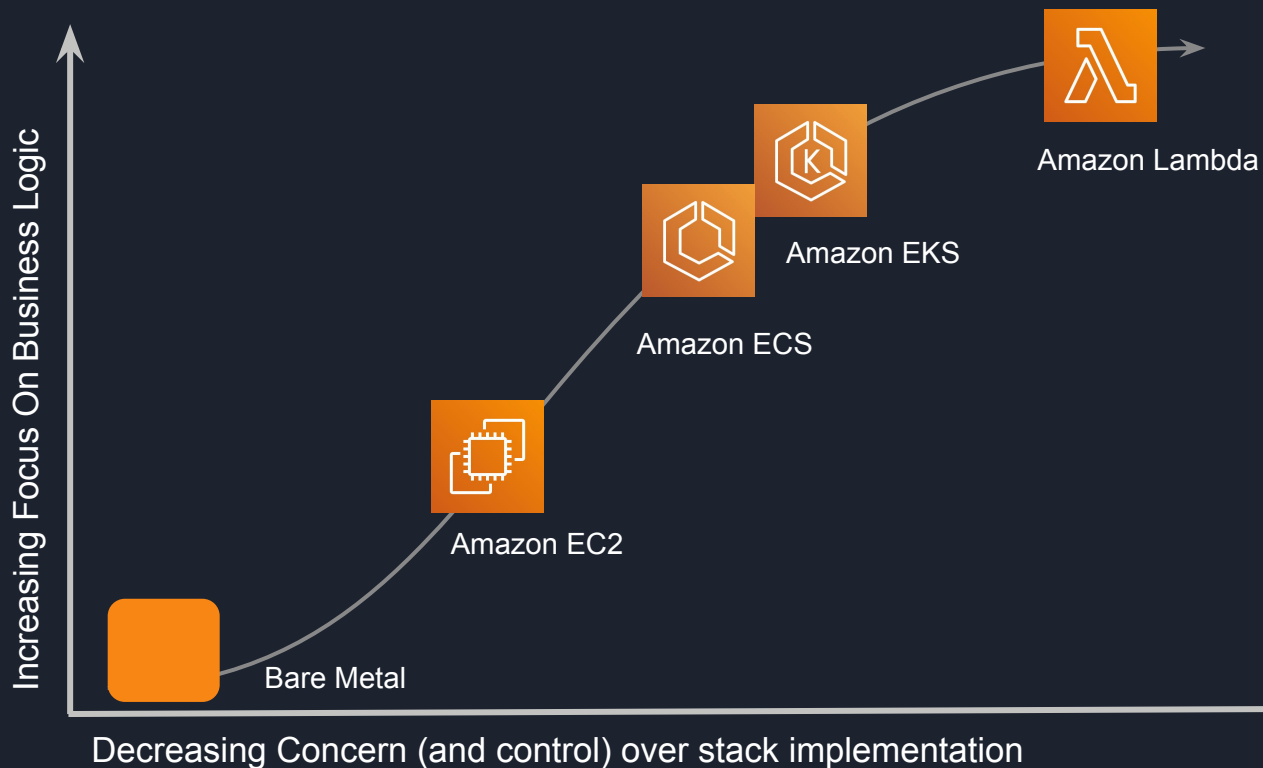 Increasing Focus On Business Logic
Amazon Lambda
K
Amazon EKS
Amazon ECS
Amazon EC2
Bare Metal
Decreasing Concern (and control) over stack implementation